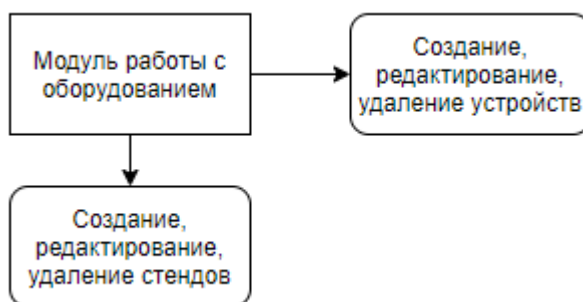 Модуль работы с
оборудованием
Создание,
редактирование,
удаление устройств
Создание,
редактирование,
удаление стендов